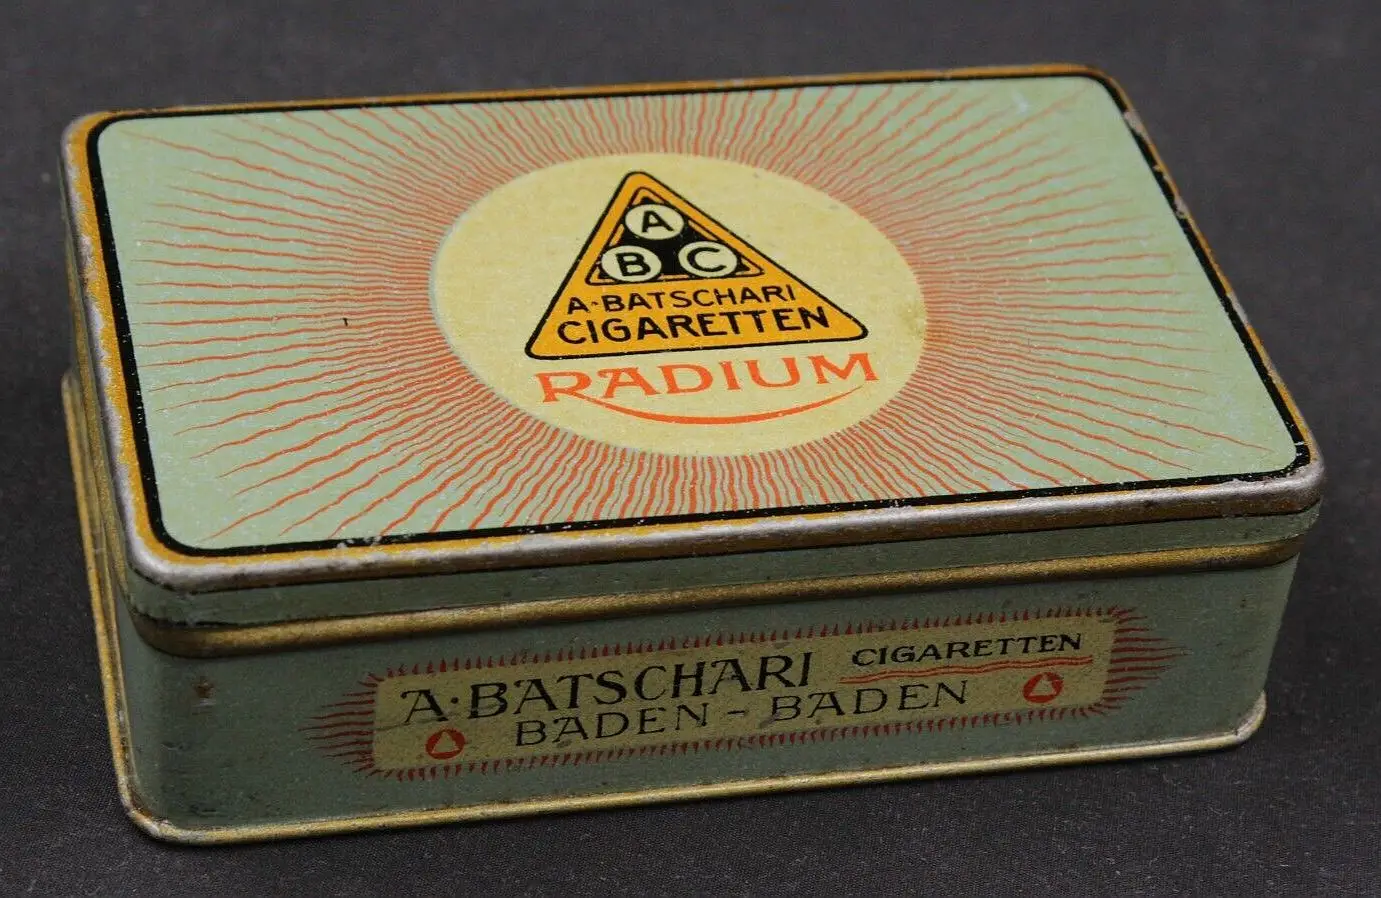 A
B C
A·BATSCHARI
CIGARETTEN
RADIUM
A·BATSCHARI CIGARETTEN
BADEN-BADEN